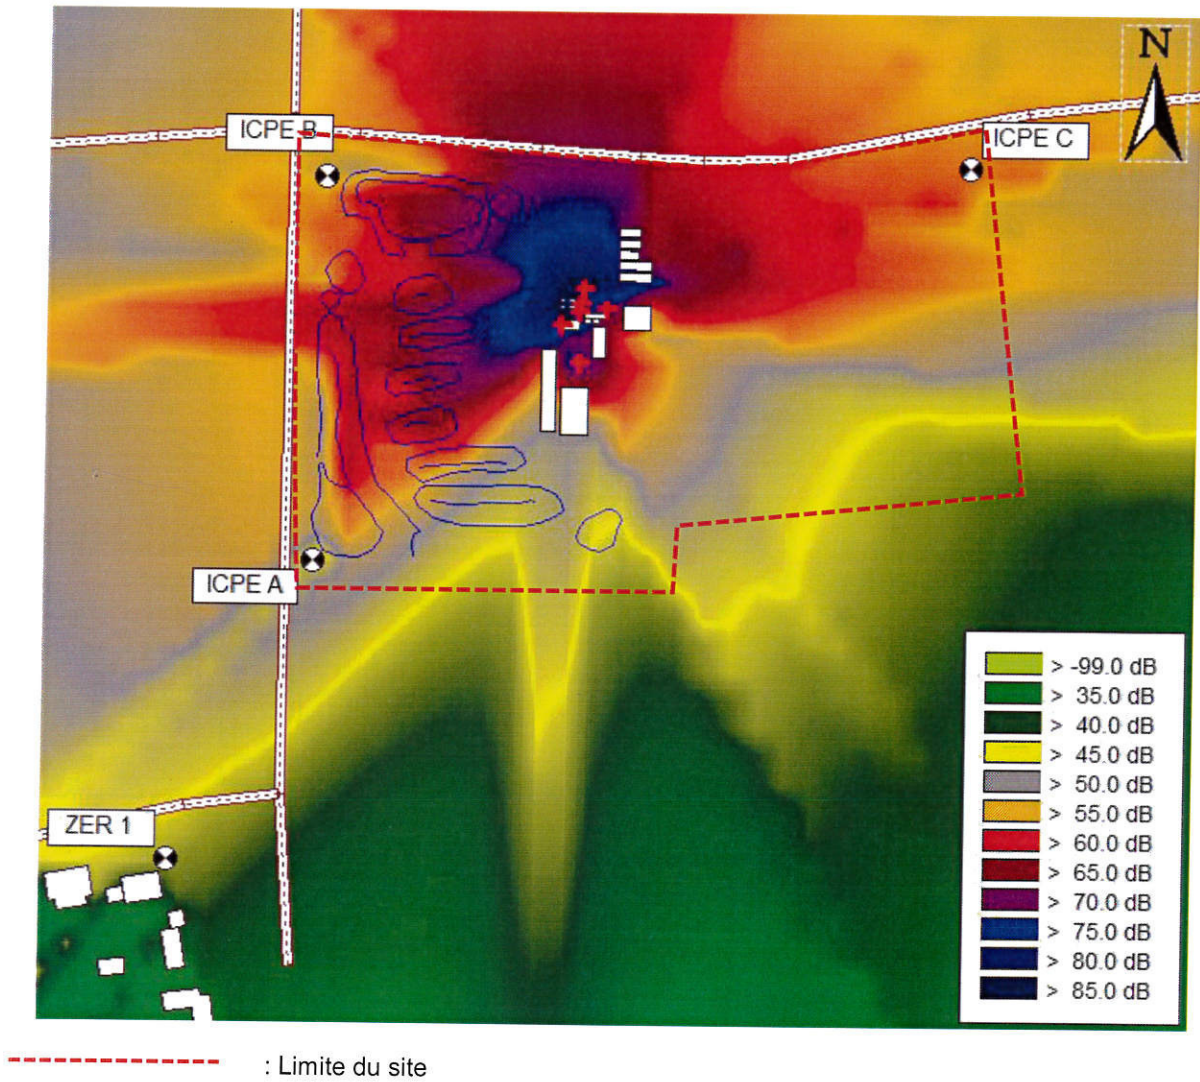 N
ICPE B
ICPE C
ICPE A
ZER 1
> -99.0 dB
> 35.0 dB
> 40.0 dB
> 45.0 dB
> 50.0 dB
> 55.0 dB
> 60.0 dB
> 65.0 dB
> 70.0 dB
> 75.0 dB
> 80.0 dB
> 85.0 dB
: Limite du site